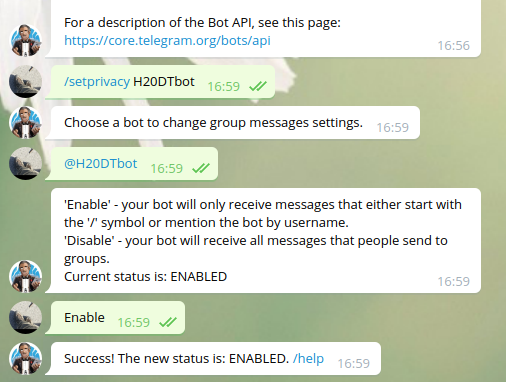 For a description of the Bot API, see this page:
https://core.telegram.org/bots/api
16:56
/setprivacy H20DTbot 16:59
Choose a bot to change group messages settings. 16:59
@H20DTbot 16:59
'Enable' - your bot will only receive messages that either start with
the '/' symbol or mention the bot by username.
'Disable' - your bot will receive all messages that people send to
groups.
Current status is: ENABLED
16:59
Enable 16:59
Success! The new status is: ENABLED. /help 16:59